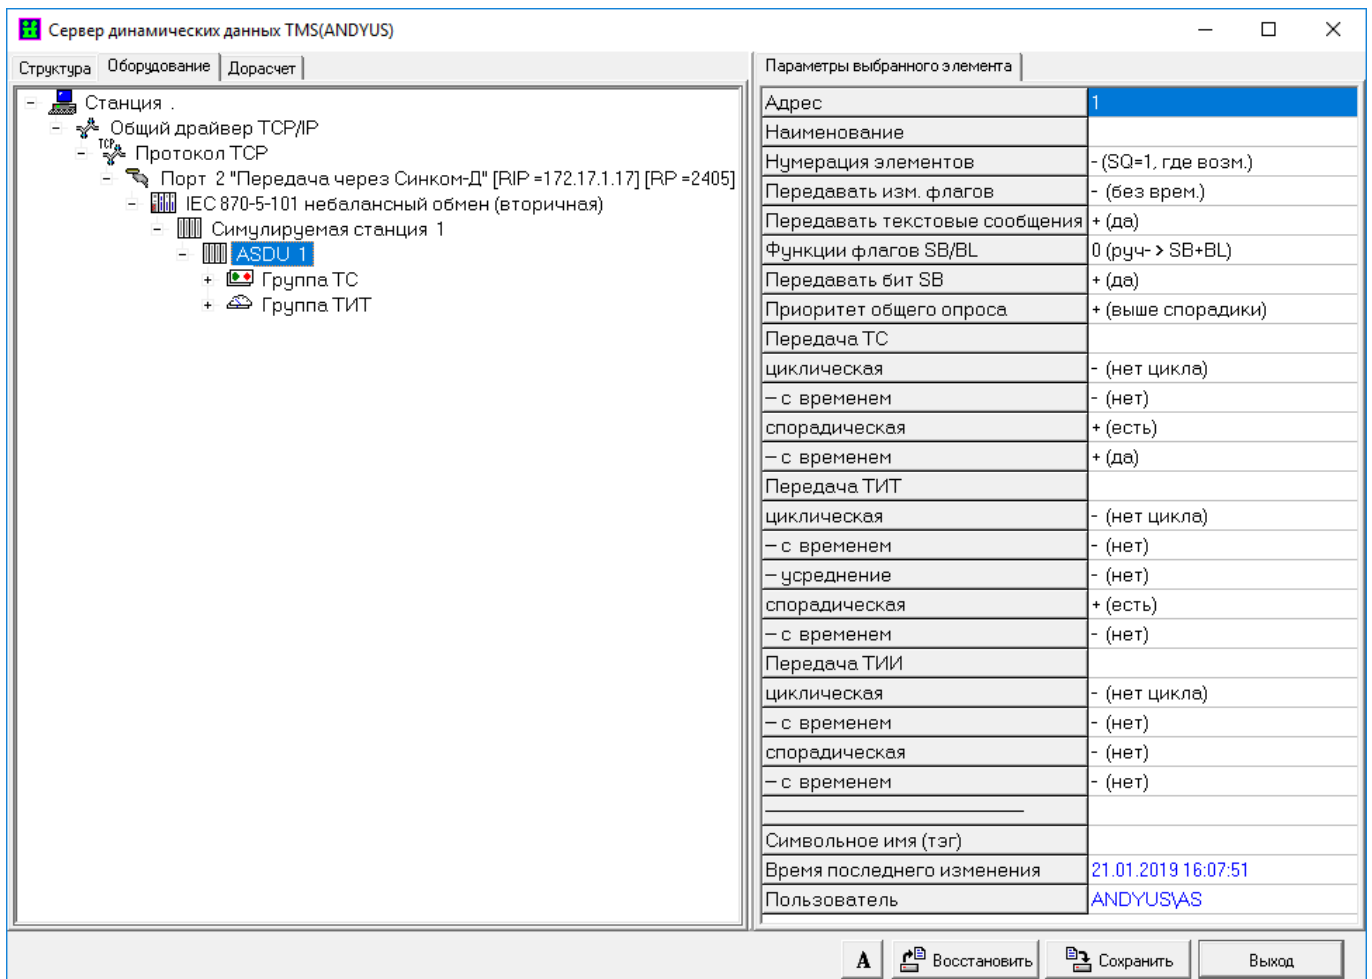 Сервер динамических данных TMS(ANDYUS)
Структура Оборудование Дорасчет
Станция .
Общий драйвер TCP/IP
TCP Протокол TCP
Порт 2 "Передача через Синком-Д" [RIP =172.17.1.17] [RP =2405]
IEC 870-5-101 небалансный обмен (вторичная)
Симулируемая станция 1
ASDU 1
Группа ТС
Группа ТИТ
Параметры выбранного элемента
Адрес 1
Наименование
Нумерация элементов - (SQ=1, где возм.)
Передавать изм. флагов - (без врем.)
Передавать текстовые сообщения + (да)
Функции флагов SB/BL 0 (руч-> SB+BL)
Передавать бит SB + (да)
Приоритет общего опроса + (выше спорадики)
Передача ТС
циклическая - (нет цикла)
— с временем - (нет)
спорадическая + (есть)
— с временем + (да)
Передача ТИТ
циклическая - (нет цикла)
— с временем - (нет)
— усреднение - (нет)
спорадическая + (есть)
— с временем - (нет)
Передача ТИИ
циклическая - (нет цикла)
— с временем - (нет)
спорадическая - (нет)
— с временем - (нет)
Символьное имя (тэг)
Время последнего изменения 21.01.2019 16:07:51
Пользователь ANDYUS\AS
A Восстановить Сохранить Выход